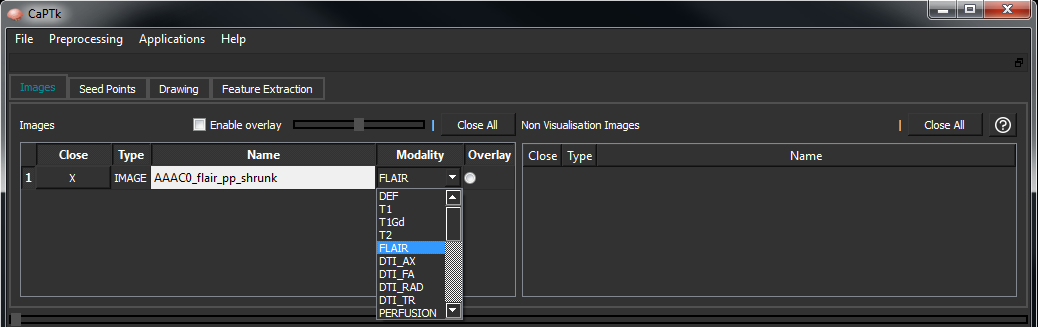 CaPTk
File Preprocessing Applications Help
Images Seed Points Drawing Feature Extraction
Images Enable overlay Close All Non Visualisation Images Close All ?
Close Type Name Modality Overlay Close Type Name
1 X IMAGE AAAC0_flair_pp_shrunk FLAIR
DEF
T1
T1Gd
T2
FLAIR
DTI_AX
DTI_FA
DTI_RAD
DTI_TR
PERFUSION